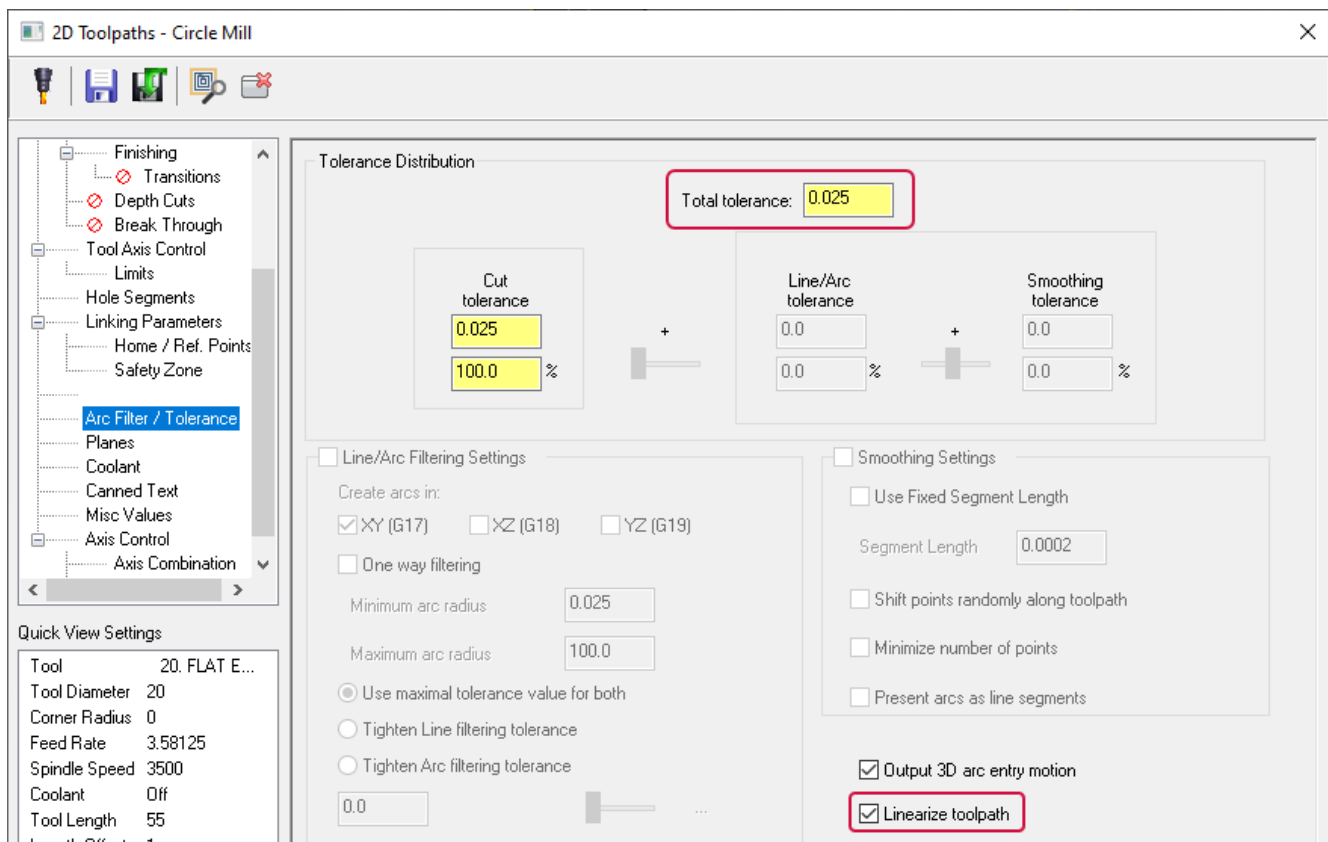 2D Toolpaths - Circle Mill
Finishing
Transitions
Depth Cuts
Break Through
Tool Axis Control
Limits
Hole Segments
Linking Parameters
Home / Ref. Points
Safety Zone
Arc Filter / Tolerance
Planes
Coolant
Canned Text
Misc Values
Axis Control
Axis Combination
Quick View Settings
Tool 20. FLAT E...
Tool Diameter 20
Corner Radius 0
Feed Rate 3.58125
Spindle Speed 3500
Coolant Off
Tool Length 55
Tolerance Distribution
Total tolerance: 0.025
Cut
tolerance
0.025
100.0 %
+
Line/Arc
tolerance
0.0
0.0 %
+
Smoothing
tolerance
0.0
0.0 %
Line/Arc Filtering Settings
Create arcs in:
XY (G17) XZ (G18) YZ (G19)
One way filtering
Minimum arc radius 0.025
Maximum arc radius 100.0
Use maximal tolerance value for both
Tighten Line filtering tolerance
Tighten Arc filtering tolerance
0.0 ...
Smoothing Settings
Use Fixed Segment Length
Segment Length 0.0002
Shift points randomly along toolpath
Minimize number of points
Present arcs as line segments
Output 3D arc entry motion
Linearize toolpath